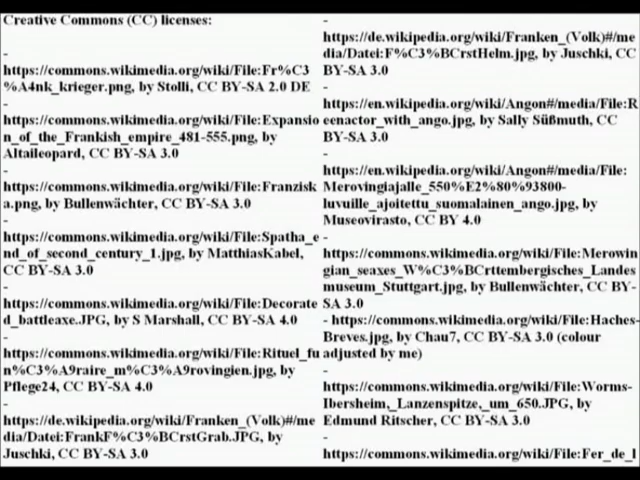 Creative Commons (CC) licenses:
-
https://commons.wikimedia.org/wiki/File:Fr%C3
%A4nk_krieger.png, by Stolli, CC BY-SA 2.0 DE
-
https://commons.wikimedia.org/wiki/File:Expansio
n_of_the_Frankish_empire_481-555.png, by
Altaileopard, CC BY-SA 3.0
-
https://commons.wikimedia.org/wiki/File:Franzisk
a.png, by Bullenwächter, CC BY-SA 3.0
-
https://commons.wikimedia.org/wiki/File:Spatha_e
nd_of_second_century_1.jpg, by MatthiasKabel,
CC BY-SA 3.0
-
https://commons.wikimedia.org/wiki/File:Decorate
d_battleaxe.JPG, by S Marshall, CC BY-SA 4.0
-
https://commons.wikimedia.org/wiki/File:Rituel_fu
n%C3%A9raire_m%C3%A9rovingien.jpg, by
Pflege24, CC BY-SA 4.0
-
https://de.wikipedia.org/wiki/Franken_(Volk)#/me
dia/Datei:FrankF%C3%BCrstGrab.JPG, by
Juschki, CC BY-SA 3.0
-
https://de.wikipedia.org/wiki/Franken_(Volk)#/me
dia/Datei:F%C3%BCrstHelm.jpg, by Juschki, CC
BY-SA 3.0
-
https://en.wikipedia.org/wiki/Angon#/media/File:R
eenactor_with_ango.jpg, by Sally Süßmuth, CC
BY-SA 3.0
-
https://en.wikipedia.org/wiki/Angon#/media/File:
Merovingiajalle_550%E2%80%93800-
luvuille_ajoitettu_suomalainen_ango.jpg, by
Museovirasto, CC BY 4.0
-
https://commons.wikimedia.org/wiki/File:Merowin
gian_seaxes_W%C3%BCrttembergisches_Landes
museum_Stuttgart.jpg, by Bullenwächter, CC BY-
SA 3.0
- https://commons.wikimedia.org/wiki/File:Haches-
Breves.jpg, by Chau7, CC BY-SA 3.0 (colour
adjusted by me)
-
https://commons.wikimedia.org/wiki/File:Worms-
Ibersheim,_Lanzenspitze,_um_650.JPG, by
Edmund Ritscher, CC BY-SA 3.0
-
https://commons.wikimedia.org/wiki/File:Fer_de_l